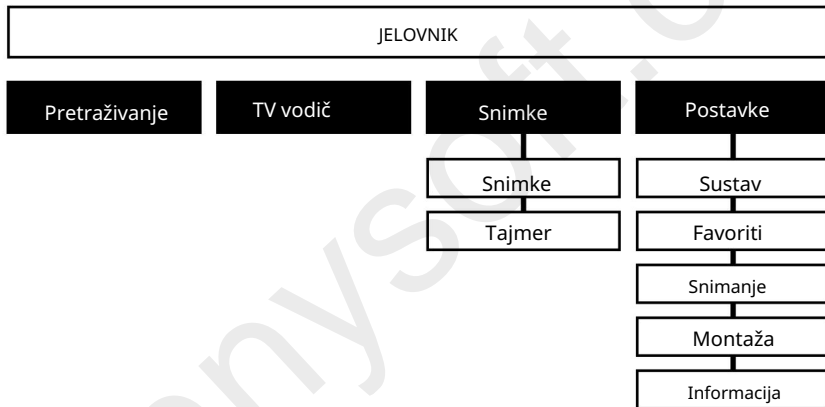 JELOVNIK
Pretraživanje
TV vodič
Snimke
Postavke
Snimke
Sustav
Tajmer
Favoriti
Snimanje
Montaža
Informacija